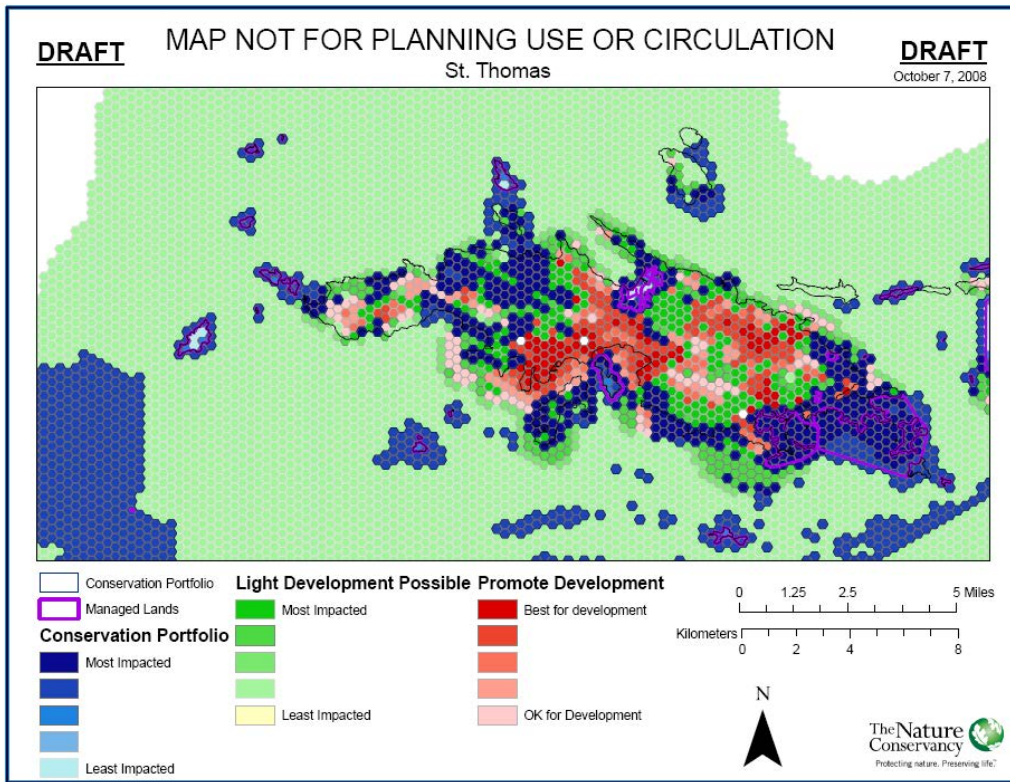 DRAFT
MAP NOT FOR PLANNING USE OR CIRCULATION
St. Thomas
DRAFT
October 7, 2008
Conservation Portfolio
Managed Lands
Conservation Portfolio
Most Impacted
Least Impacted
Light Development Possible
Most Impacted
Least Impacted
Promote Development
Best for development
OK for Development
0 1.25 2.5 5 Miles
Kilometers
0 2 4 8
N
The Nature
Conservancy
Protecting nature. Preserving life.™